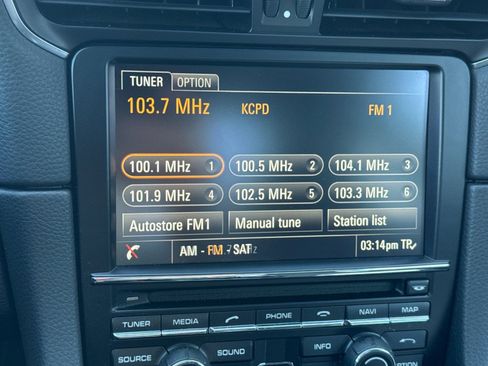 TUNER OPTION
103.7 MHz KCPD FM 1
100.1 MHz 1 100.5 MHz 2 104.1 MHz 3
101.9 MHz 4 102.5 MHz 5 103.3 MHz 6
Autostore FM1 Manual tune Station list
AM - FM - SAT 03:14pm TP
TUNER MEDIA PHONE NAVI MAP
SOURCE SOUND INFO OPTION